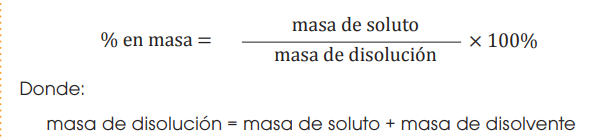 masa de soluto
% en masa = ――― × 100%
masa de disolución
Donde:
masa de disolución = masa de soluto + masa de disolvente